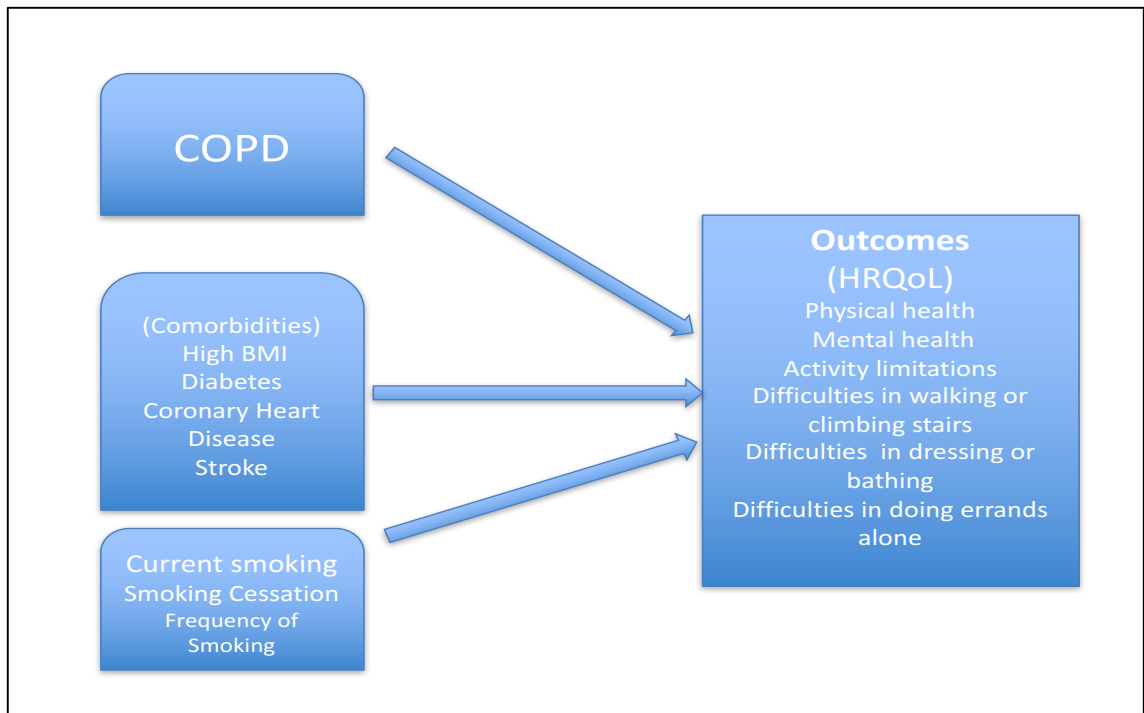 COPD
(Comorbidities)
High BMI
Diabetes
Coronary Heart
Disease
Stroke
Current smoking
Smoking Cessation
Frequency of
Smoking
Outcomes
(HRQoL)
Physical health
Mental health
Activity limitations
Difficulties in walking or
climbing stairs
Difficulties in dressing or
bathing
Difficulties in doing errands
alone